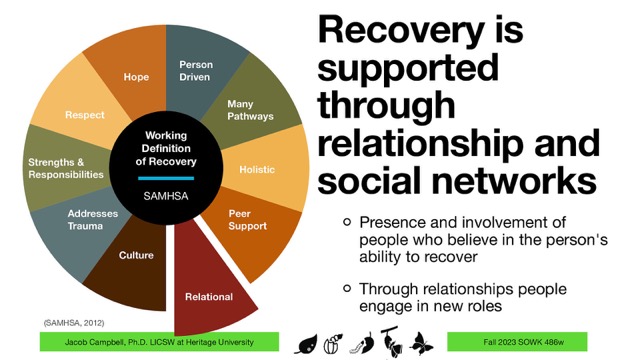 Recovery is
supported
through
relationship and
social networks
Presence and involvement of
people who believe in the person's
ability to recover
Through relationships people
engage in new roles
Working
Definition
of Recovery
SAMHSA
Hope
Person
Driven
Many
Pathways
Holistic
Peer
Support
Relational
Culture
Addresses
Trauma
Strengths &
Responsibilities
Respect
(SAMHSA, 2012)
Jacob Campbell, Ph.D. LICSW at Heritage University
Fall 2023 SOWK 486w